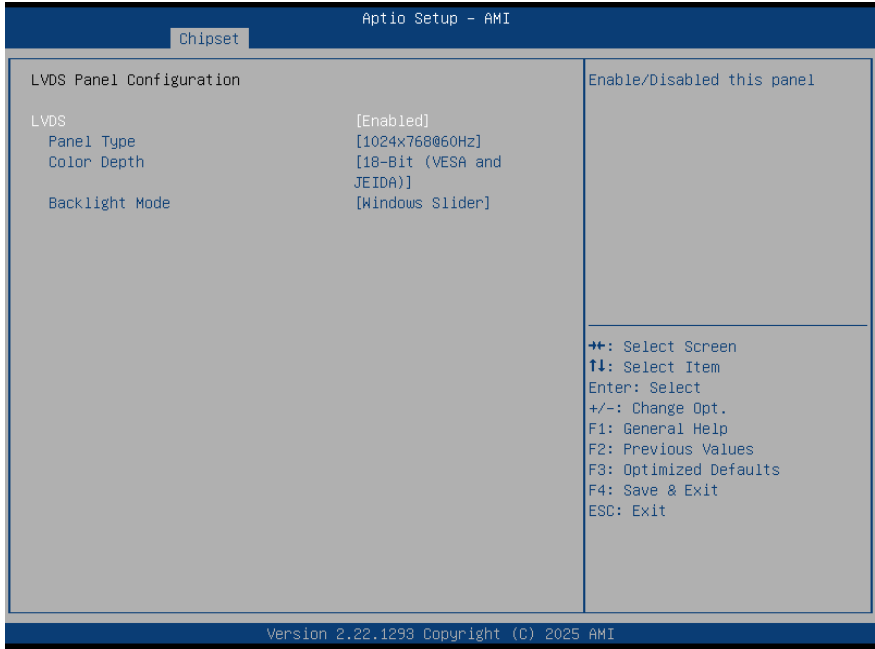 Aptio Setup – AMI
Chipset
LVDS Panel Configuration
LVDS [Enabled]
Panel Type [1024x768@60Hz]
Color Depth [18-Bit (VESA and
JEIDA)]
Backlight Mode [Windows Slider]
Enable/Disabled this panel
→←: Select Screen
↑↓: Select Item
Enter: Select
+/-: Change Opt.
F1: General Help
F2: Previous Values
F3: Optimized Defaults
F4: Save & Exit
ESC: Exit
Version 2.22.1293 Copyright (C) 2025 AMI